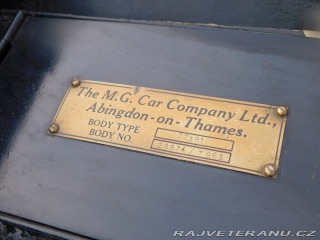 The M.G. Car Company Ltd.,
Abingdon-on-Thames.
BODY TYPE
BODY NO.
RAJVETERANU.CZ